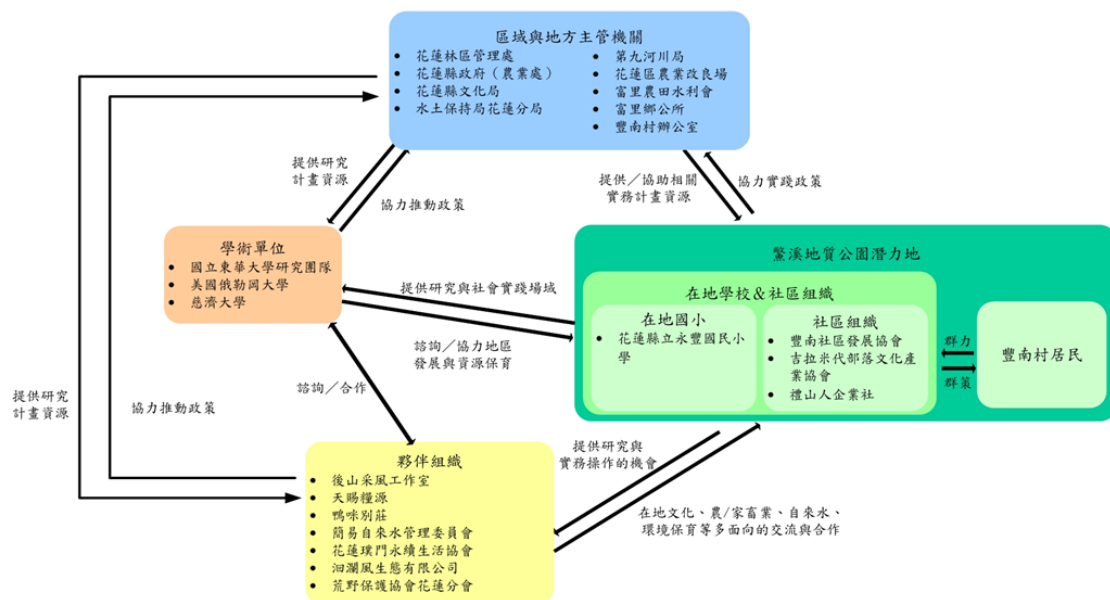 區域與地方主管機關
• 花蓮林區管理處
• 花蓮縣政府（農業處）
• 花蓮縣文化局
• 水土保持局花蓮分局
• 第九河川局
• 花蓮區農業改良場
• 富里農田水利會
• 富里鄉公所
• 豐南村辦公室
提供研究
計畫資源
協力推動政策
提供／協助相關
實務計畫資源
協力實踐政策
學術單位
• 國立東華大學研究團隊
• 美國俄勒岡大學
• 慈濟大學
提供研究與社會實踐場域
諮詢／協力地區
發展與資源保育
鱉溪地質公園潛力地
在地學校＆社區組織
在地國小
• 花蓮縣立永豐國民小
學
社區組織
• 豐南社區發展協會
• 吉拉米代部落文化產
業協會
• 禮山人企業社
群力
群策
豐南村居民
提供研究
計畫資源
協力推動政策
諮詢／合作
夥伴組織
• 後山采風工作室
• 天賜糧源
• 鴨咪別莊
• 簡易自來水管理委員會
• 花蓮璞門永續生活協會
• 洄瀾風生態有限公司
• 荒野保護協會花蓮分會
提供研究與
實務操作的機會
在地文化、農/家畜業、自來水、
環境保育等多面向的交流與合作